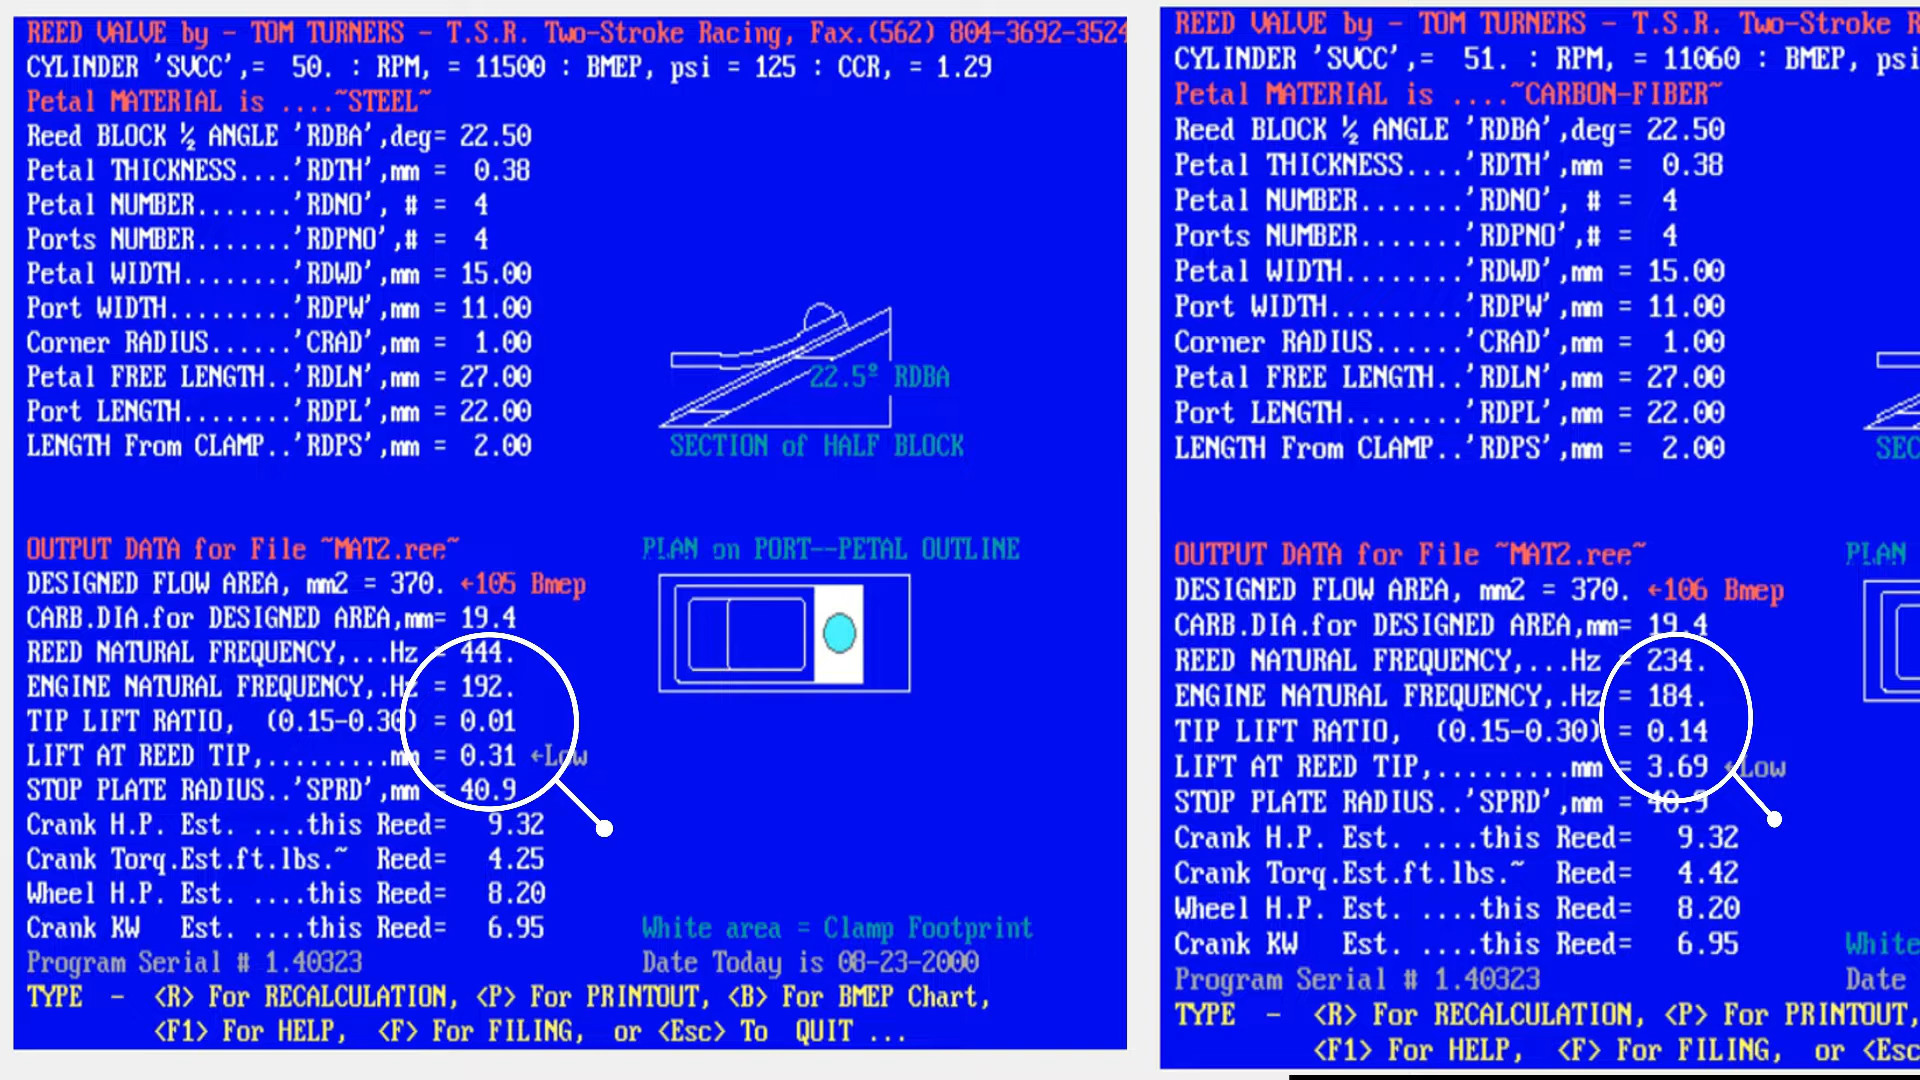 REED VALVE by - TOM TURNERS - T.S.R. Two-Stroke Racing, Fax.(562) 804-3692-3524
CYLINDER 'SVCC',= 50. : RPM, = 11500 : BMEP, psi = 125 : CCR, = 1.29
Petal MATERIAL is ....~STEEL~
Reed BLOCK ½ ANGLE 'RDBA',deg= 22.50
Petal THICKNESS....'RDTH',mm = 0.38
Petal NUMBER.......'RDNO', # = 4
Ports NUMBER.......'RDPNO',# = 4
Petal WIDTH........'RDWD',mm = 15.00
Port WIDTH.........'RDPW',mm = 11.00
Corner RADIUS......'CRAD',mm = 1.00
Petal FREE LENGTH..'RDLN',mm = 27.00
Port LENGTH........'RDPL',mm = 22.00
LENGTH From CLAMP..'RDPS',mm = 2.00
22.5º RDBA
SECTION of HALF BLOCK
OUTPUT DATA for File ~MAT2.ree~
DESIGNED FLOW AREA, mm2 = 370. ←105 Bmep
CARB.DIA.for DESIGNED AREA,mm= 19.4
REED NATURAL FREQUENCY,...Hz = 444.
ENGINE NATURAL FREQUENCY,.Hz = 192.
TIP LIFT RATIO, (0.15-0.30) = 0.01
LIFT AT REED TIP,.........mm = 0.31 ←Low
STOP PLATE RADIUS..'SPRD',mm = 40.9
Crank H.P. Est. ....this Reed= 9.32
Crank Torq.Est.ft.lbs.~ Reed= 4.25
Wheel H.P. Est. ....this Reed= 8.20
Crank KW Est. ....this Reed= 6.95
PLAN on PORT--PETAL OUTLINE
White area = Clamp Footprint
Program Serial # 1.40323
Date Today is 08-23-2000
TYPE - <R> For RECALCULATION, <P> For PRINTOUT, <B> For BMEP Chart,
<F1> For HELP, <F> For FILING, or <Esc> To QUIT ...
REED VALVE by - TOM TURNERS - T.S.R. Two-Stroke R
CYLINDER 'SVCC',= 51. : RPM, = 11060 : BMEP, psi
Petal MATERIAL is ....~CARBON-FIBER~
Reed BLOCK ½ ANGLE 'RDBA',deg= 22.50
Petal THICKNESS....'RDTH',mm = 0.38
Petal NUMBER.......'RDNO', # = 4
Ports NUMBER.......'RDPNO',# = 4
Petal WIDTH........'RDWD',mm = 15.00
Port WIDTH.........'RDPW',mm = 11.00
Corner RADIUS......'CRAD',mm = 1.00
Petal FREE LENGTH..'RDLN',mm = 27.00
Port LENGTH........'RDPL',mm = 22.00
LENGTH From CLAMP..'RDPS',mm = 2.00
SEC
OUTPUT DATA for File ~MAT2.ree~
DESIGNED FLOW AREA, mm2 = 370. ←106 Bmep
CARB.DIA.for DESIGNED AREA,mm= 19.4
REED NATURAL FREQUENCY,...Hz = 234.
ENGINE NATURAL FREQUENCY,.Hz = 184.
TIP LIFT RATIO, (0.15-0.30) = 0.14
LIFT AT REED TIP,.........mm = 3.69 ←Low
STOP PLATE RADIUS..'SPRD',mm = 40.9
Crank H.P. Est. ....this Reed= 9.32
Crank Torq.Est.ft.lbs.~ Reed= 4.42
Wheel H.P. Est. ....this Reed= 8.20
Crank KW Est. ....this Reed= 6.95
PLAN
White
Program Serial # 1.40323
Date
TYPE - <R> For RECALCULATION, <P> For PRINTOUT,
<F1> For HELP, <F> For FILING, or <Esc